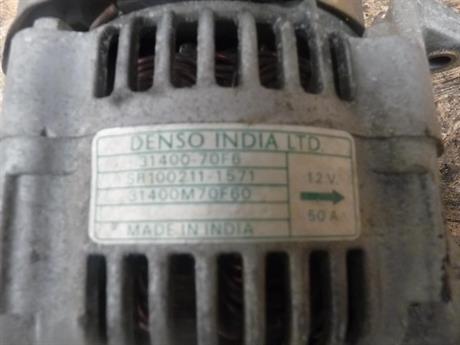 DENSO INDIA LTD.
31400-70F6
SR100211-1571
31400M70F60
12 V.
50 A
MADE IN INDIA